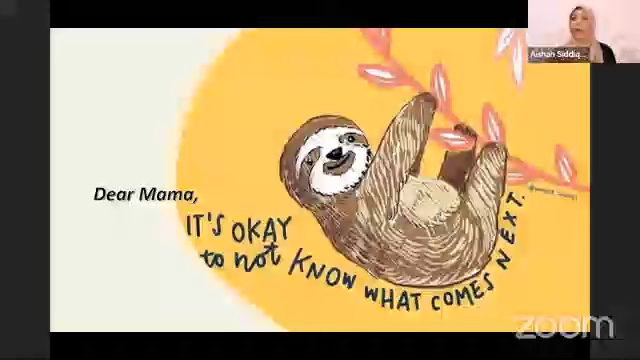 Aishah Siddiq...
Dear Mama,
IT'S OKAY
to not KNOW WHAT COMES NEXT.
zoom